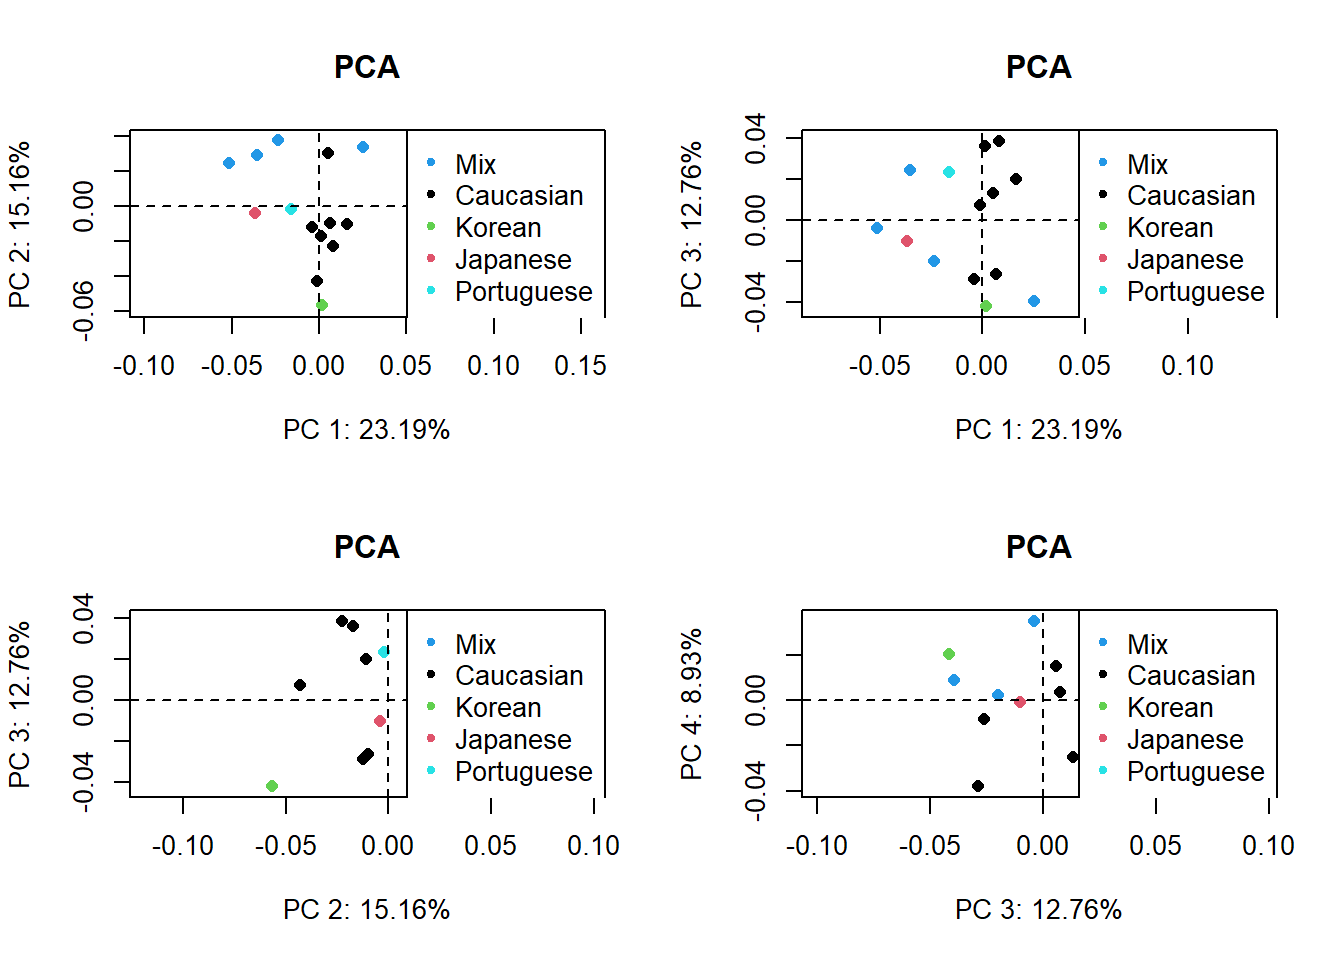 PCA
PC 2: 15.16%
-0.06
0.00
Mix
Caucasian
Korean
Japanese
Portuguese
-0.10 -0.05 0.00 0.05 0.10 0.15
PC 1: 23.19%
PCA
PC 3: 12.76%
-0.04
0.00
0.04
Mix
Caucasian
Korean
Japanese
Portuguese
-0.05 0.00 0.05 0.10
PC 1: 23.19%
PCA
PC 3: 12.76%
-0.04
0.00
0.04
Mix
Caucasian
Korean
Japanese
Portuguese
-0.10 -0.05 0.00 0.05 0.10
PC 2: 15.16%
PCA
PC 4: 8.93%
-0.04
0.00
Mix
Caucasian
Korean
Japanese
Portuguese
-0.10 -0.05 0.00 0.05 0.10
PC 3: 12.76%